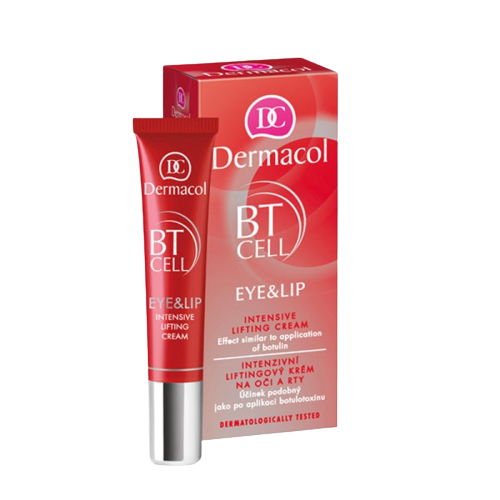 Dermacol
DC
Dermacol
BT
CELL
EYE&LIP
INTENSIVE
LIFTING CREAM
Effect similar to application
of botulin
INTENZIVNÍ
LIFTINGOVÝ KRÉM
NA OČI A RTY
Účinek podobný
jako po aplikaci botulotoxinu
DERMATOLOGICALLY TESTED
DC
Dermacol
BT
CELL
EYE&LIP
INTENSIVE
LIFTING
CREAM